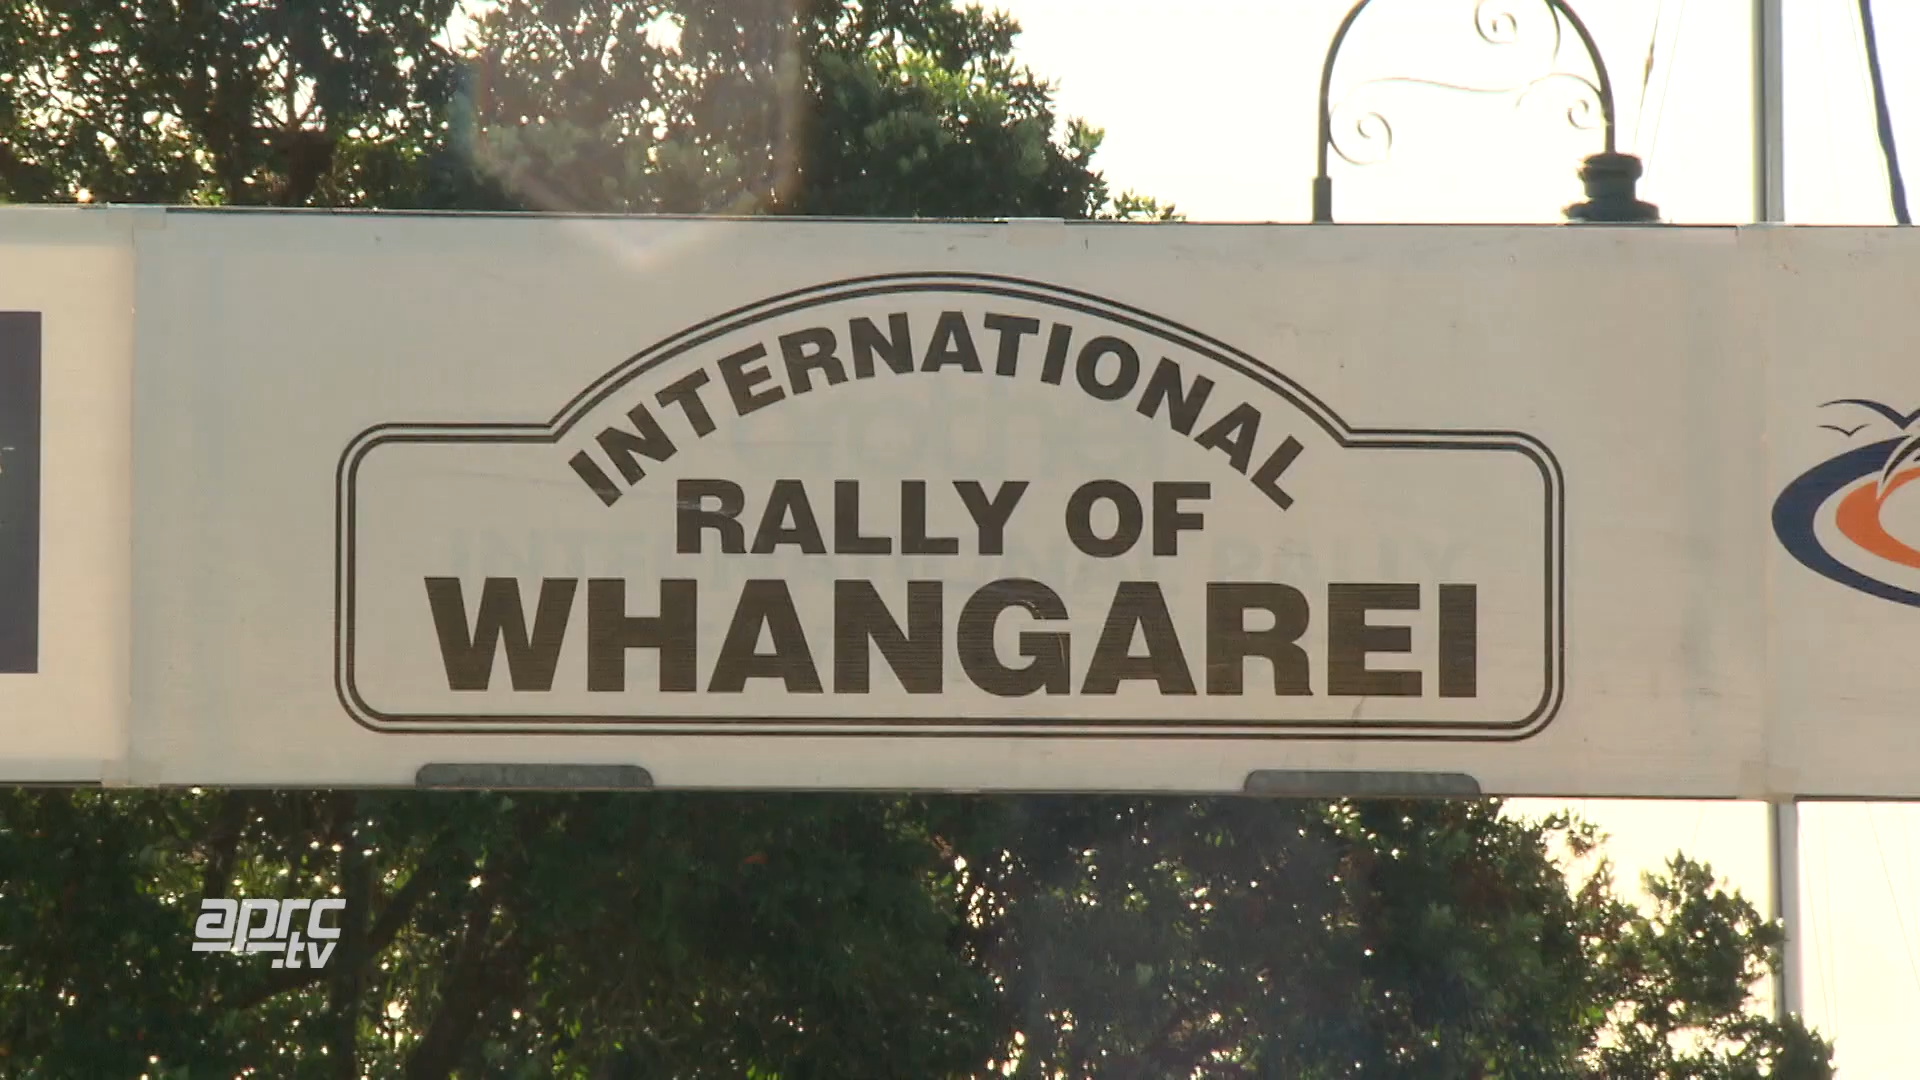 INTERNATIONAL
RALLY OF
WHANGAREI
aprc
.tv